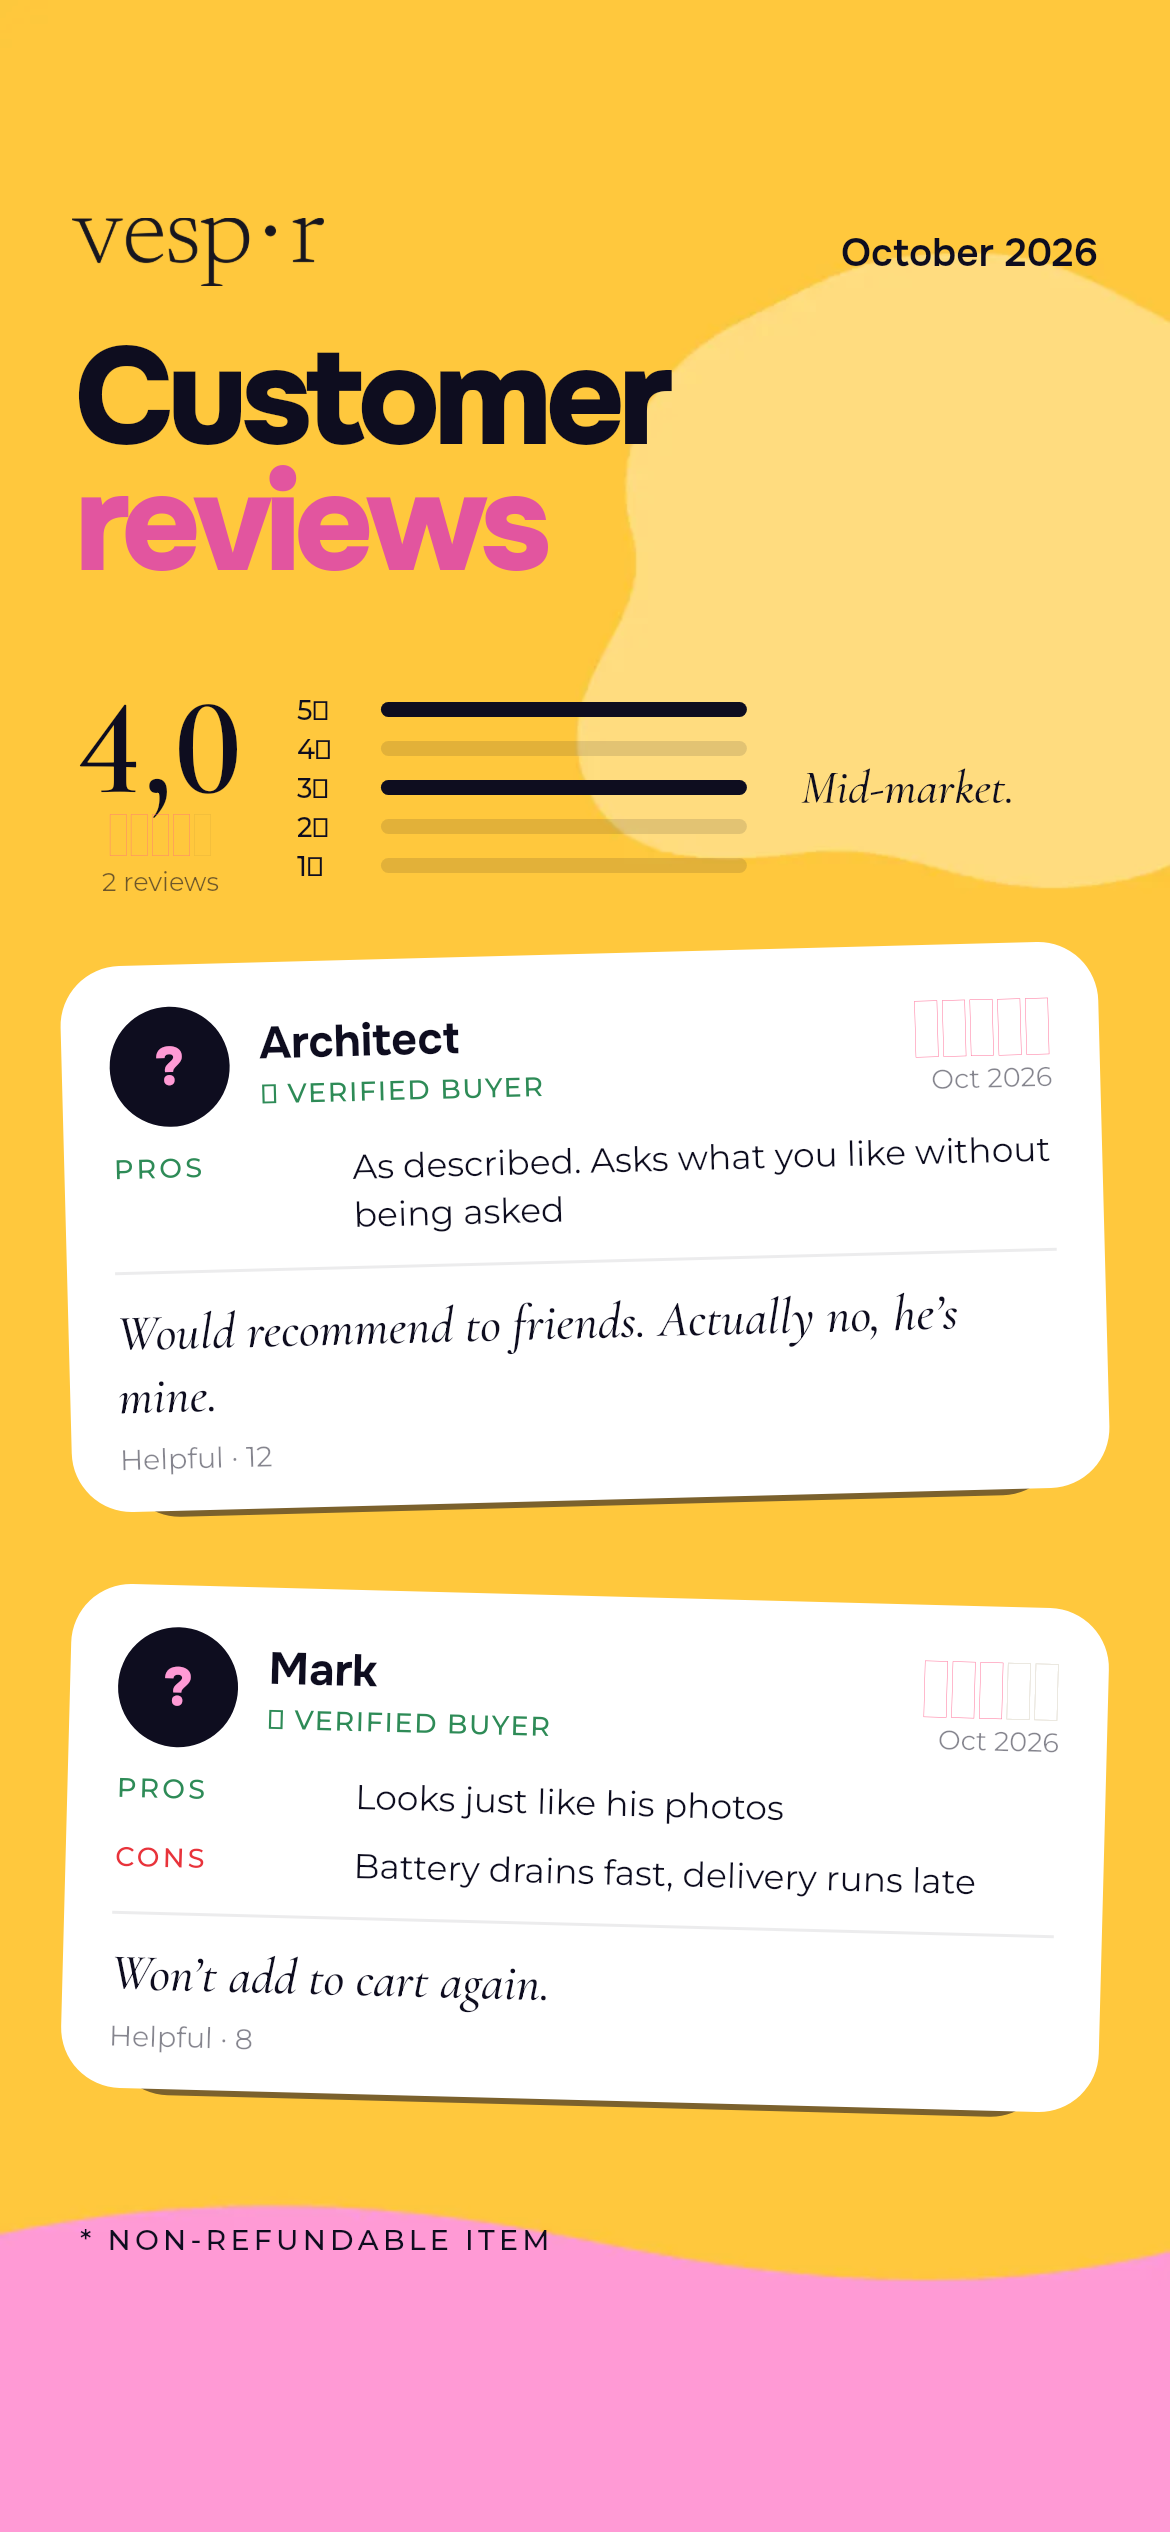 vesp·r
October 2026
Customer
reviews
4,0
2 reviews
5
4
3
2
1
Mid-market.
?
Architect
VERIFIED BUYER
Oct 2026
PROS
As described. Asks what you like without
being asked
Would recommend to friends. Actually no, he’s
mine.
Helpful · 12
?
Mark
VERIFIED BUYER
Oct 2026
PROS
Looks just like his photos
CONS
Battery drains fast, delivery runs late
Won’t add to cart again.
Helpful · 8
* NON-REFUNDABLE ITEM